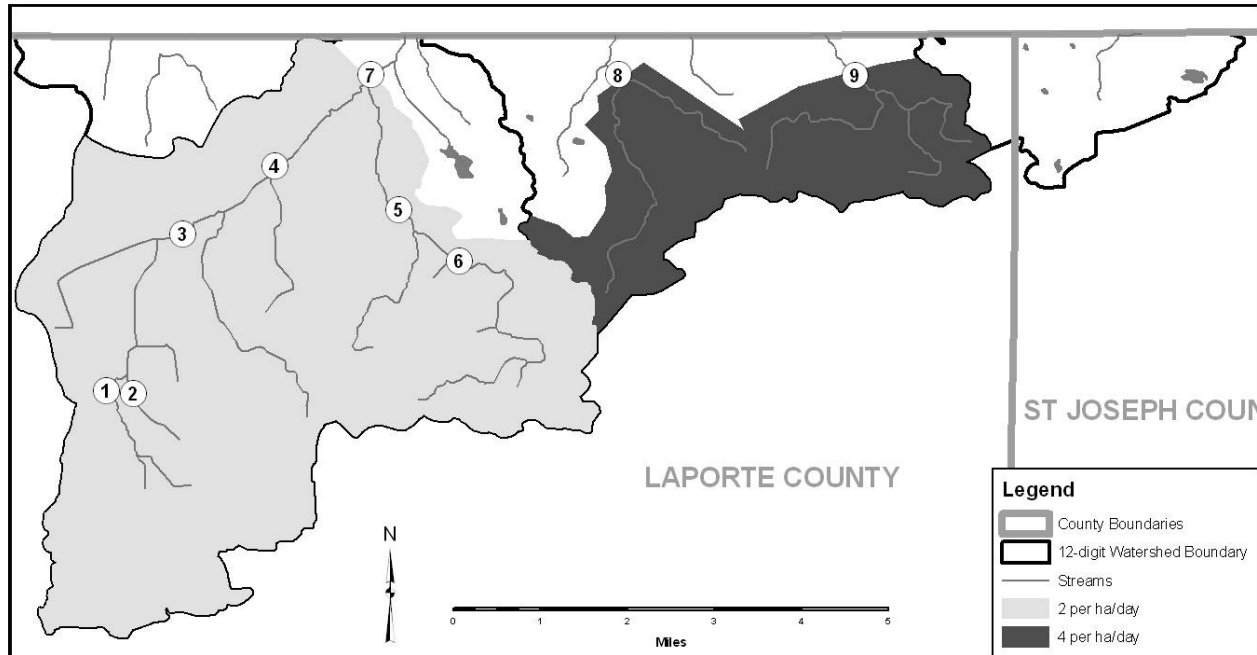 7
8
9
4
5
3
6
1
2
ST JOSEPH COUN
LAPORTE COUNTY
N
0 1 2 3 4 5
Miles
Legend
County Boundaries
12-digit Watershed Boundary
Streams
2 per ha/day
4 per ha/day